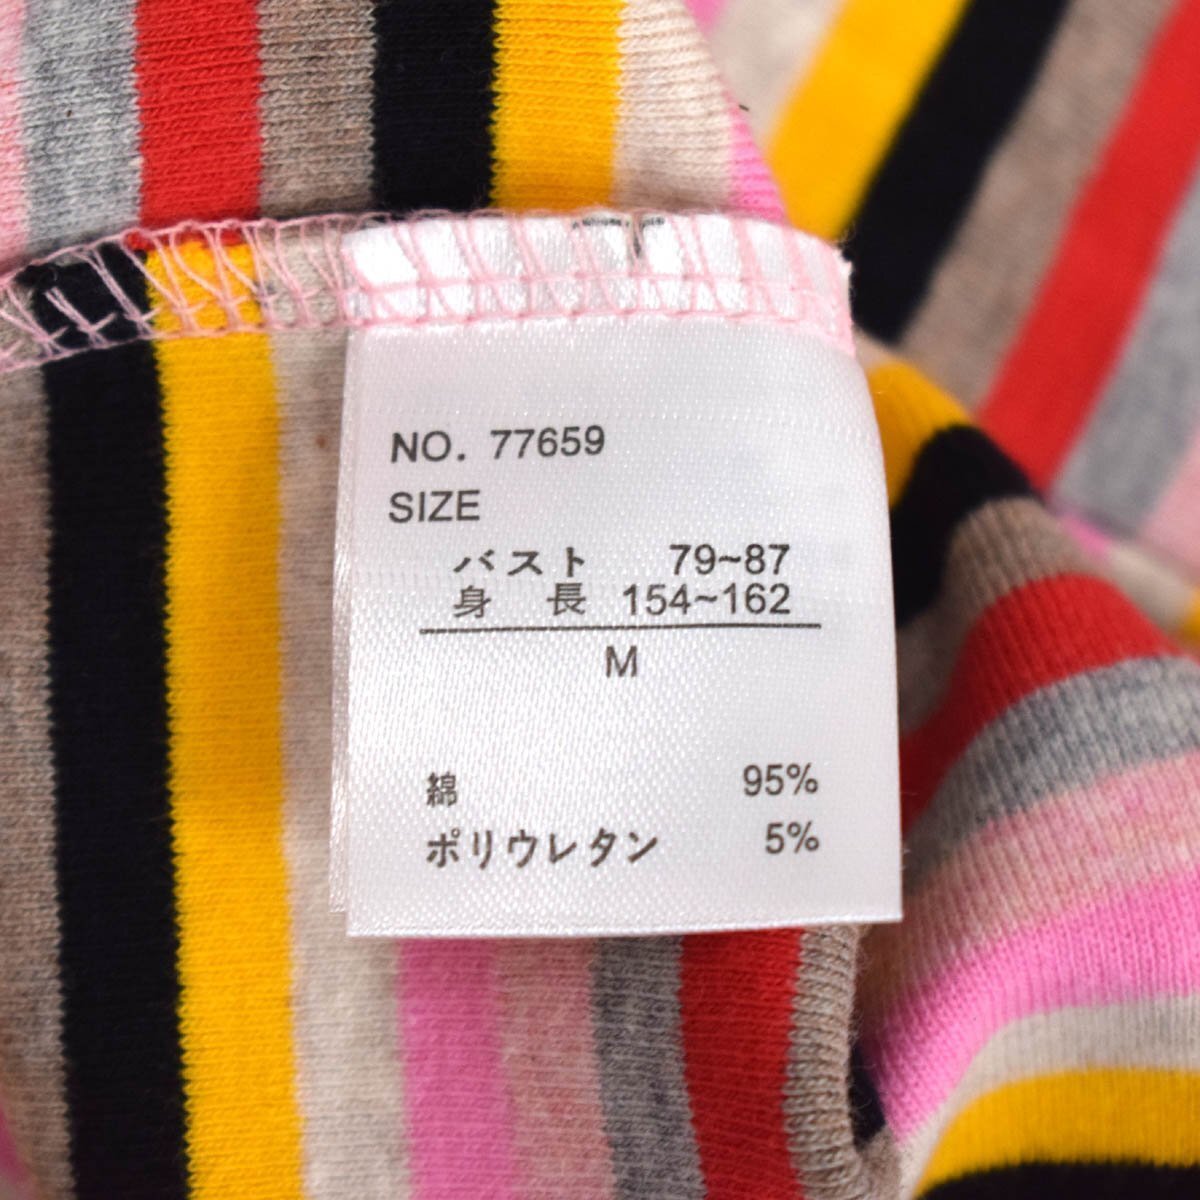 NO. 77659
SIZE
バスト 79~87
身 長 154~162
M
綿 95%
ポリウレタン 5%